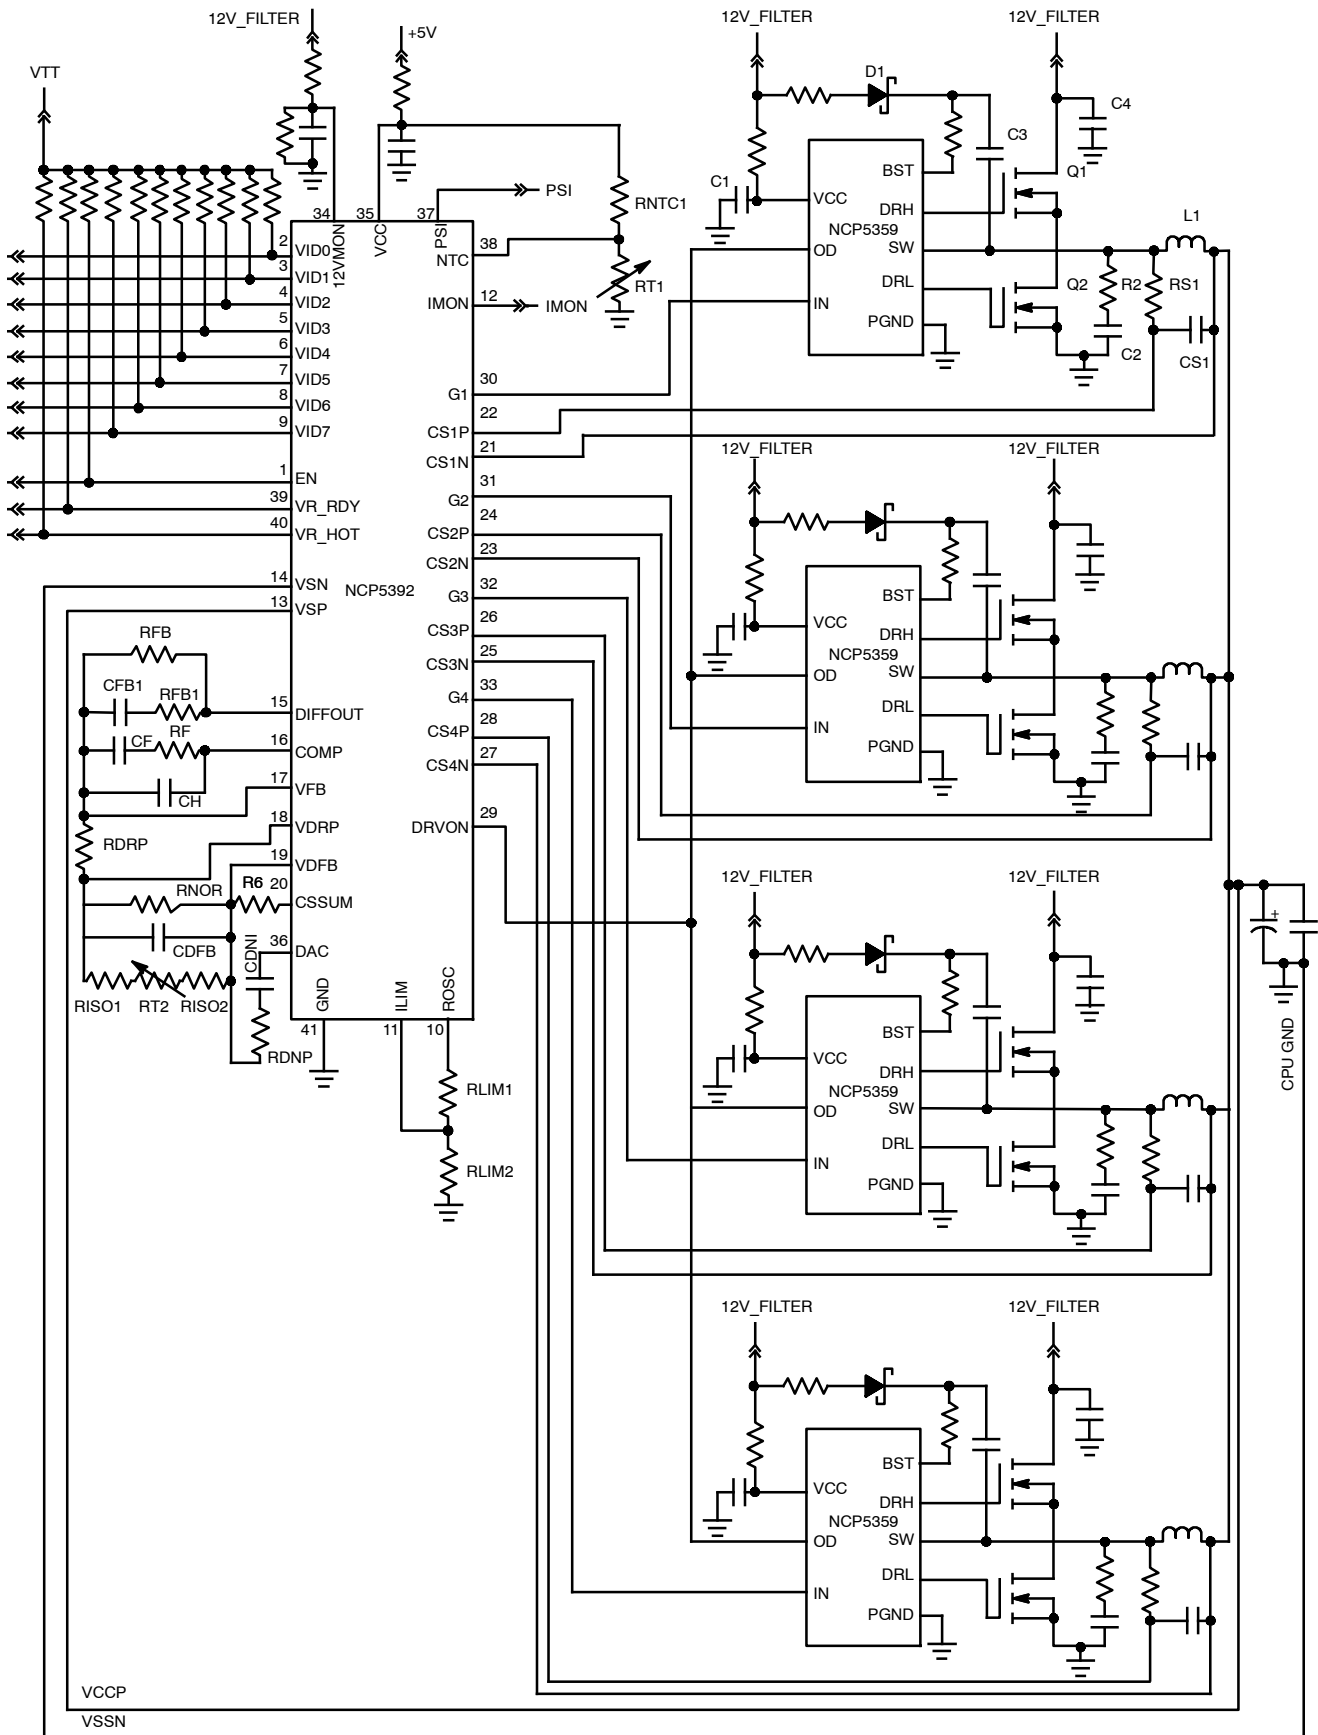 12V_FILTER
+5V
VTT
34
35
37
12VMON
VCC
PSI
PSI
RNTC1
38
NTC
RT1
12
IMON
IMON
2
VID0
3
VID1
4
VID2
5
VID3
6
VID4
7
VID5
8
VID6
9
VID7
1
EN
39
VR_RDY
40
VR_HOT
14
VSN
13
VSP
NCP5392
30
G1
22
CS1P
21
CS1N
31
G2
24
CS2P
23
CS2N
32
G3
26
CS3P
25
CS3N
33
G4
28
CS4P
27
CS4N
29
DRVON
RFB
CFB1
RFB1
15
DIFFOUT
CF
RF
16
COMP
CH
17
VFB
18
VDRP
RDRP
19
VDFB
RNOR
R6
20
CSSUM
CDFB
36
DAC
CDNI
RISO1
RT2
RISO2
RDNP
GND
41
ILIM
11
ROSC
10
RLIM1
RLIM2
12V_FILTER
12V_FILTER
D1
C4
C3
C1
BST
VCC
DRH
NCP5359
SW
OD
DRL
IN
PGND
Q1
L1
Q2
R2
RS1
C2
CS1
12V_FILTER
12V_FILTER
BST
VCC
DRH
NCP5359
SW
OD
DRL
IN
PGND
12V_FILTER
12V_FILTER
BST
VCC
DRH
NCP5359
SW
OD
DRL
IN
PGND
+
CPU GND
12V_FILTER
12V_FILTER
BST
VCC
DRH
NCP5359
SW
OD
DRL
IN
PGND
VCCP
VSSN